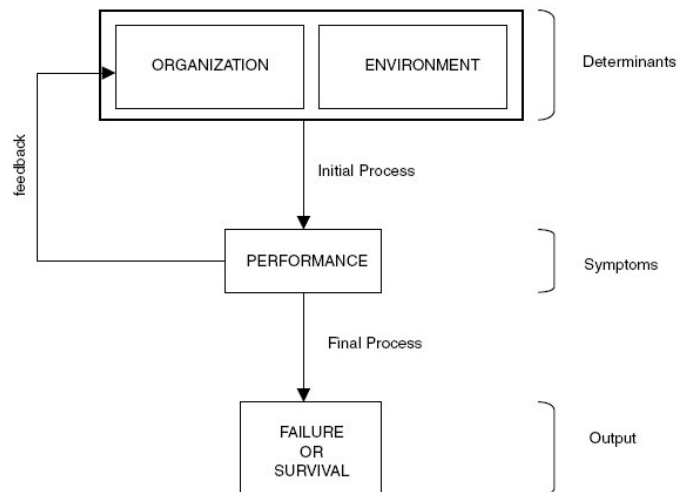 ORGANIZATION
ENVIRONMENT
Determinants
feedback
Initial Process
PERFORMANCE
Symptoms
Final Process
FAILURE
OR
SURVIVAL
Output